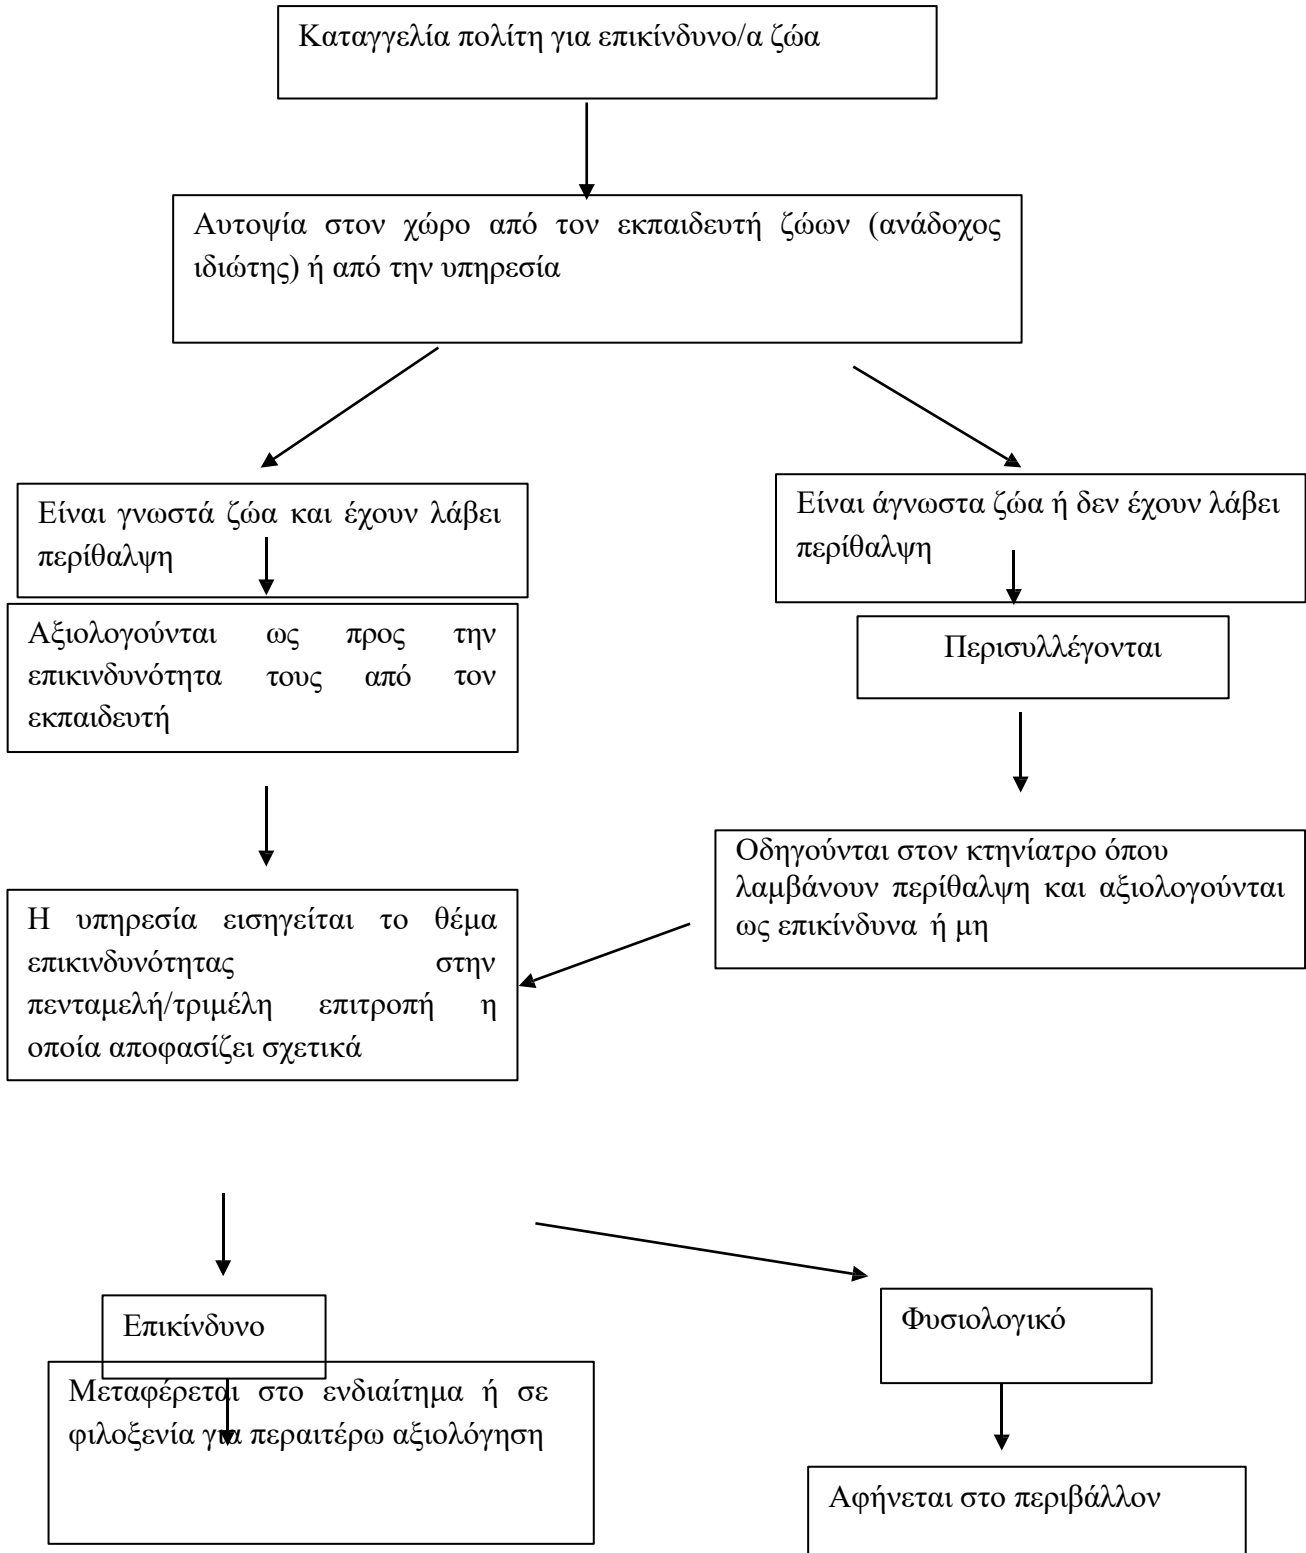 Καταγγελία πολίτη για επικίνδυνο/α ζώα
Αυτοψία στον χώρο από τον εκπαιδευτή ζώων (ανάδοχος
ιδιώτης) ή από την υπηρεσία
Είναι γνωστά ζώα και έχουν λάβει
περίθαλψη
Είναι άγνωστα ζώα ή δεν έχουν λάβει
περίθαλψη
Αξιολογούνται ως προς την
επικινδυνότητα τους από τον
εκπαιδευτή
Περισυλλέγονται
Οδηγούνται στον κτηνίατρο όπου
λαμβάνουν περίθαλψη και αξιολογούνται
ως επικίνδυνα ή μη
Η υπηρεσία εισηγείται το θέμα
επικινδυνότητας στην
πενταμελή/τριμέλη επιτροπή η
οποία αποφασίζει σχετικά
Επικίνδυνο
Φυσιολογικό
Μεταφέρεται στο ενδιαίτημα ή σε
φιλοξενία για περαιτέρω αξιολόγηση
Αφήνεται στο περιβάλλον